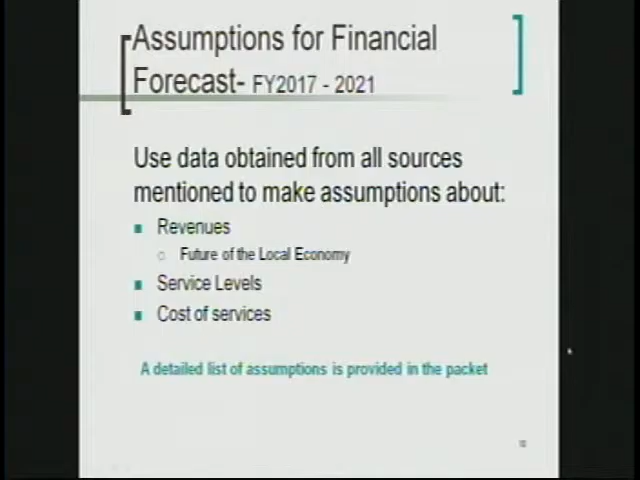 Assumptions for Financial
Forecast- FY2017 - 2021
Use data obtained from all sources
mentioned to make assumptions about:
Revenues
Future of the Local Economy
Service Levels
Cost of services
A detailed list of assumptions is provided in the packet